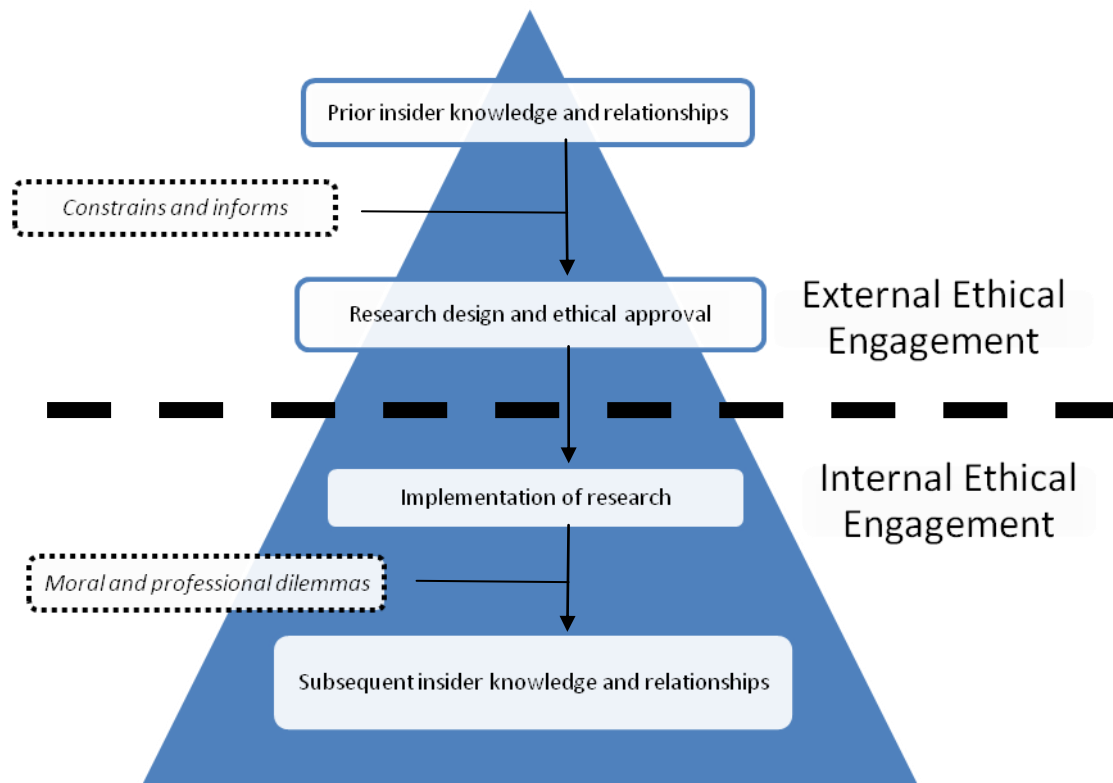 Prior insider knowledge and relationships
Constrains and informs
Research design and ethical approval
External Ethical
Engagement
Implementation of research
Internal Ethical
Engagement
Moral and professional dilemmas
Subsequent insider knowledge and relationships